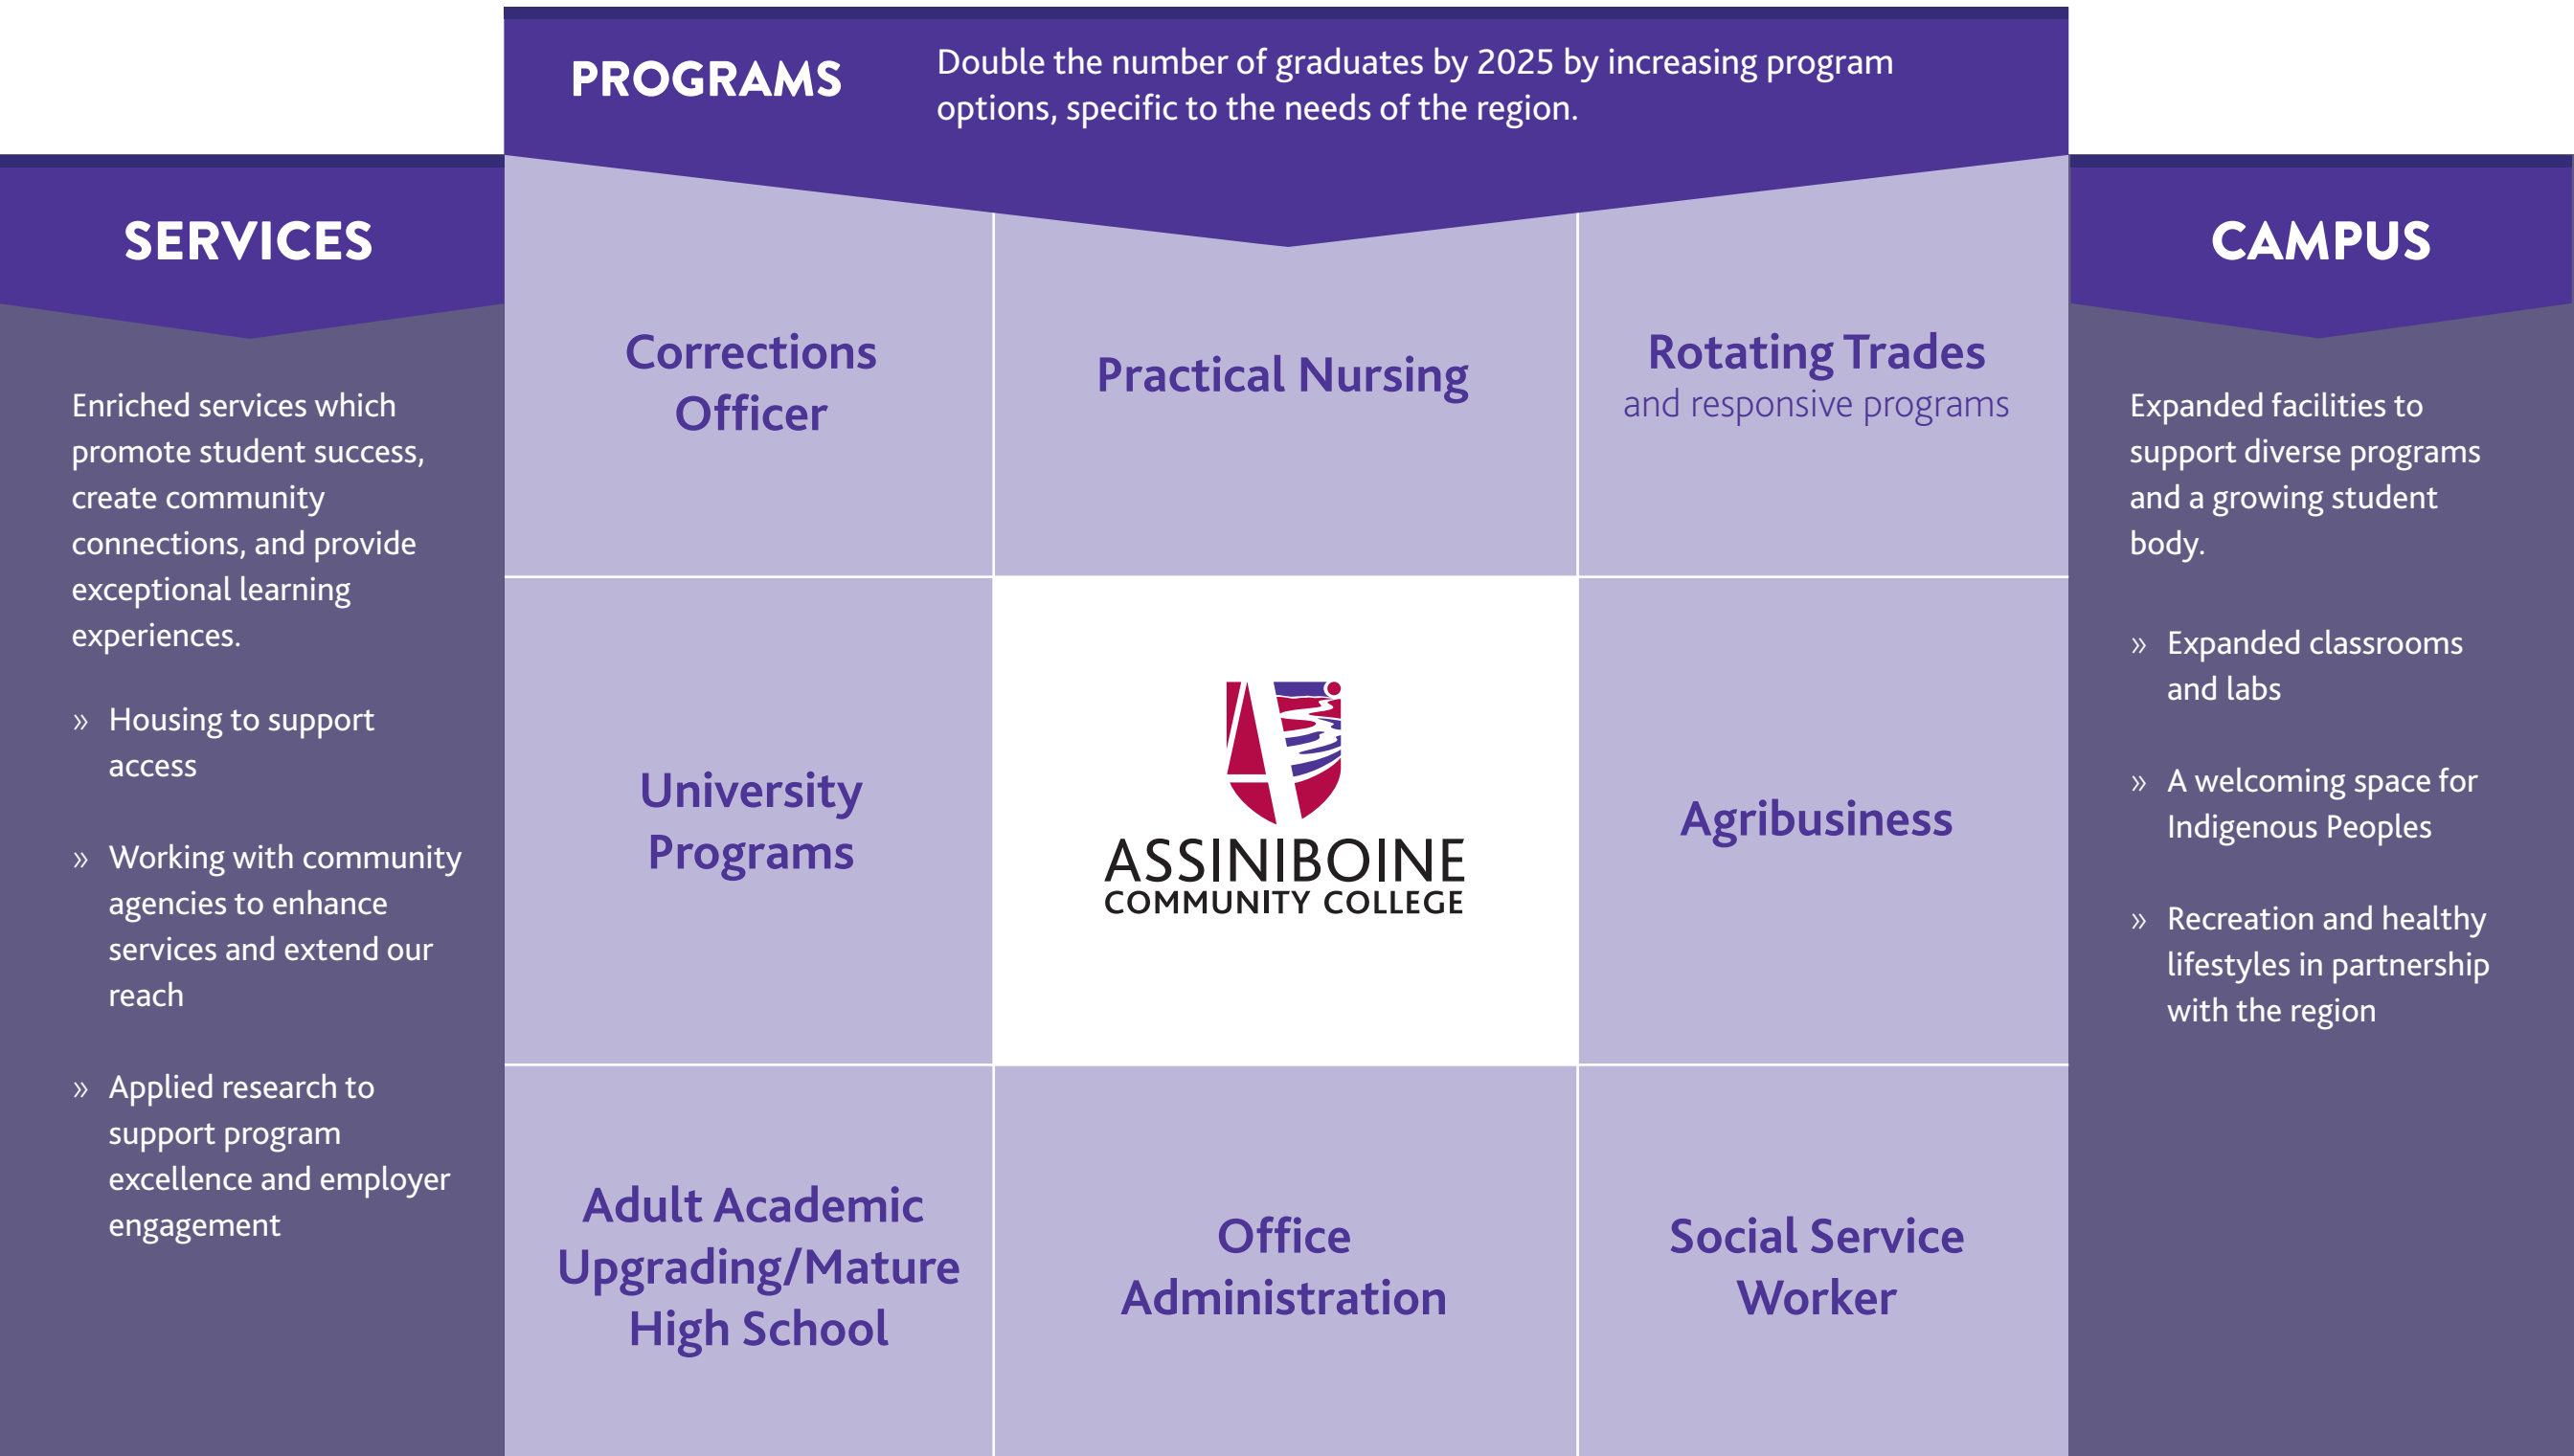 PROGRAMS
Double the number of graduates by 2025 by increasing program
options, specific to the needs of the region.
SERVICES
Enriched services which
promote student success,
create community
connections, and provide
exceptional learning
experiences.
» Housing to support
access
» Working with community
agencies to enhance
services and extend our
reach
» Applied research to
support program
excellence and employer
engagement
Corrections
Officer
Practical Nursing
Rotating Trades
and responsive programs
University
Programs
ASSINIBOINE
COMMUNITY COLLEGE
Agribusiness
Adult Academic
Upgrading/Mature
High School
Office
Administration
Social Service
Worker
CAMPUS
Expanded facilities to
support diverse programs
and a growing student
body.
» Expanded classrooms
and labs
» A welcoming space for
Indigenous Peoples
» Recreation and healthy
lifestyles in partnership
with the region